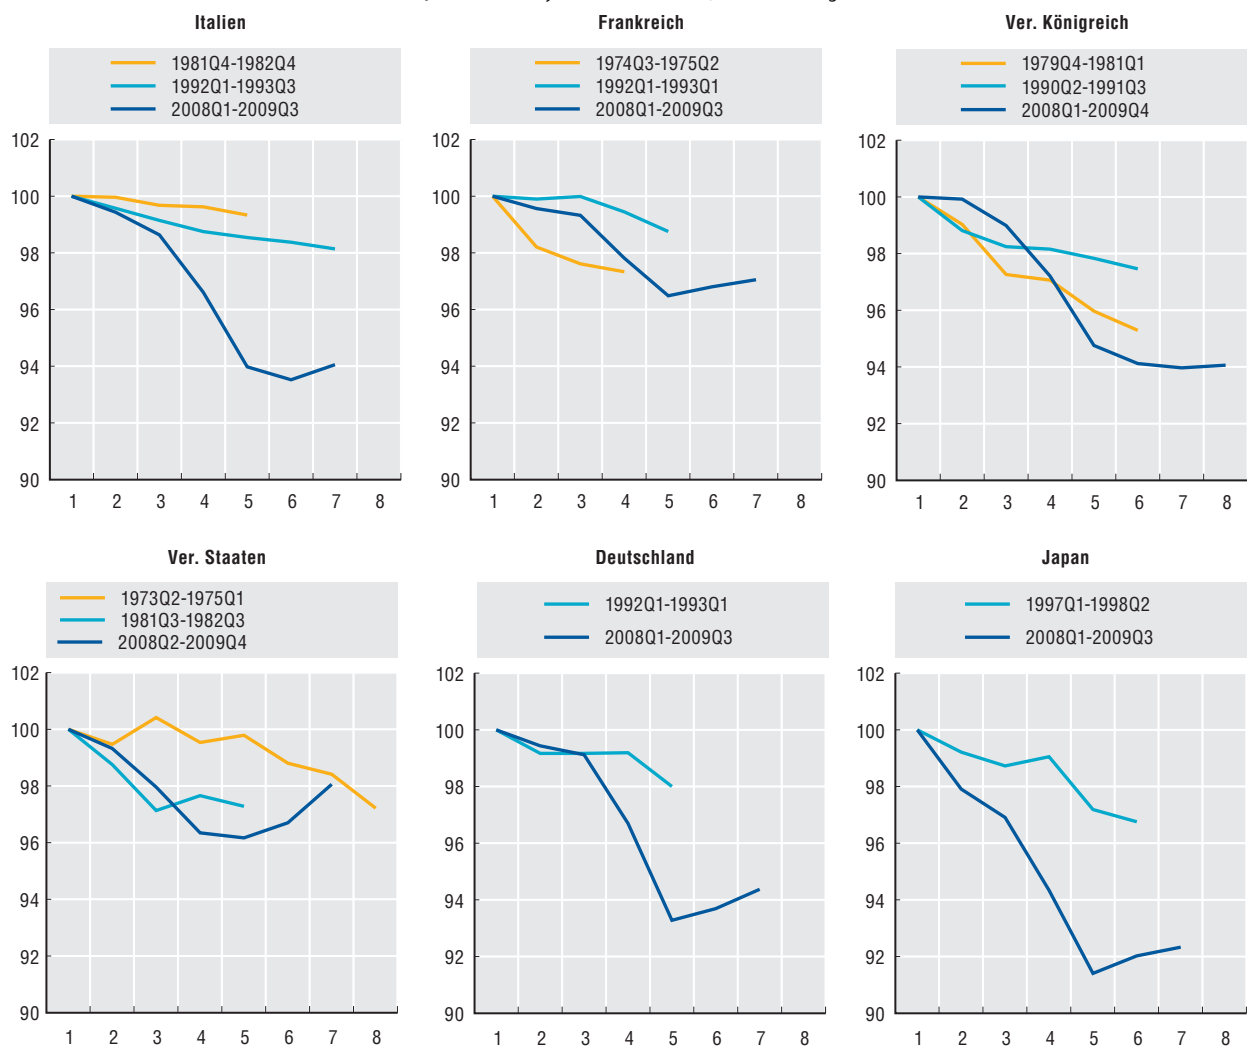 Italien
1981Q4-1982Q4
1992Q1-1993Q3
2008Q1-2009Q3
102
100
98
96
94
92
90
1 2 3 4 5 6 7 8
Frankreich
1974Q3-1975Q2
1992Q1-1993Q1
2008Q1-2009Q3
102
100
98
96
94
92
90
1 2 3 4 5 6 7 8
Ver. Königreich
1979Q4-1981Q1
1990Q2-1991Q3
2008Q1-2009Q4
102
100
98
96
94
92
90
1 2 3 4 5 6 7 8
Ver. Staaten
1973Q2-1975Q1
1981Q3-1982Q3
2008Q2-2009Q4
102
100
98
96
94
92
90
1 2 3 4 5 6 7 8
Deutschland
1992Q1-1993Q1
2008Q1-2009Q3
102
100
98
96
94
92
90
1 2 3 4 5 6 7 8
Japan
1997Q1-1998Q2
2008Q1-2009Q3
102
100
98
96
94
92
90
1 2 3 4 5 6 7 8